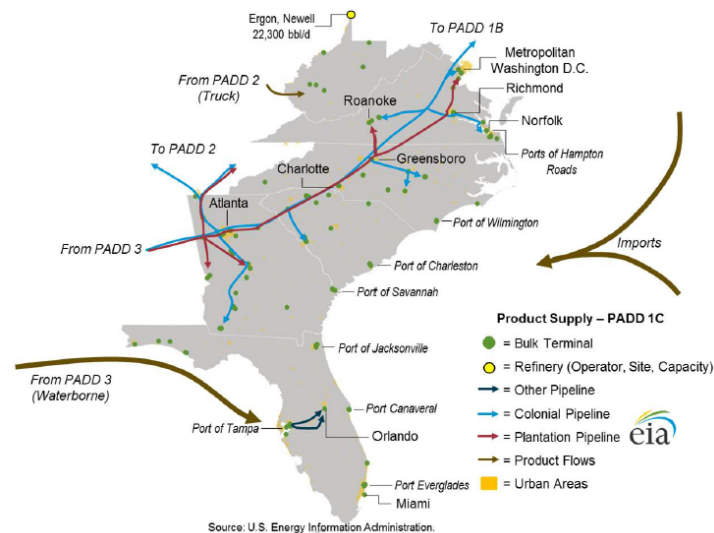 Ergon, Newell
22,300 bbl/d
To PADD 1B
Metropolitan
Washington D.C.
From PADD 2
(Truck)
Richmond
Roanoke
Norfolk
To PADD 2
Greensboro
Ports of Hampton
Roads
Charlotte
Atlanta
Port of Wilmington
From PADD 3
Imports
Port of Charleston
Port of Savannah
Product Supply – PADD 1C
= Bulk Terminal
Port of Jacksonville
= Refinery (Operator, Site, Capacity)
From PADD 3
(Waterborne)
= Other Pipeline
Port Canaveral
= Colonial Pipeline
Port of Tampa
Orlando
= Plantation Pipeline
eia
= Product Flows
Port Everglades
= Urban Areas
Miami
Source: U.S. Energy Information Administration.